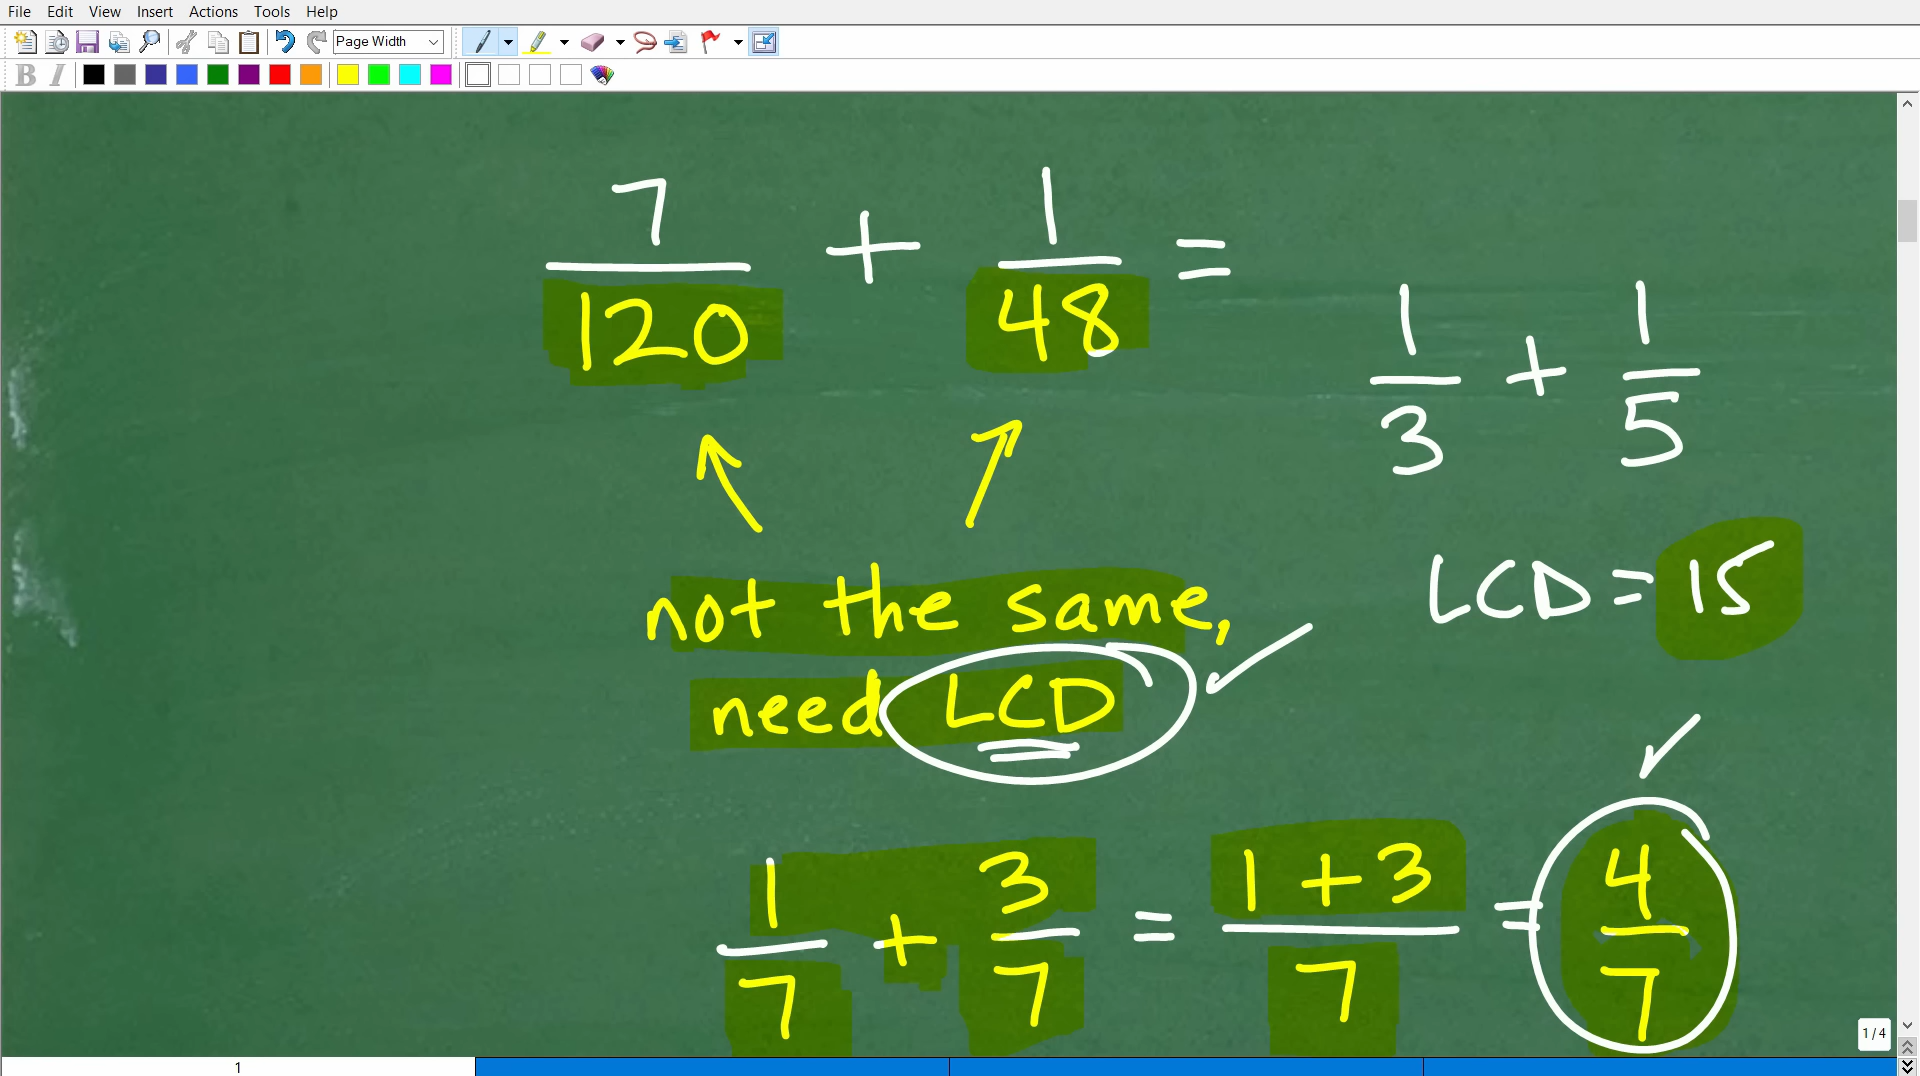 File Edit View Insert Actions Tools Help
Page Width
B I
7/120 + 1/48 =
1/3 + 1/5
LCD = 15
not the same,
need LCD
1/7 + 3/7 = 1+3/7 = 4/7
1 / 4
1